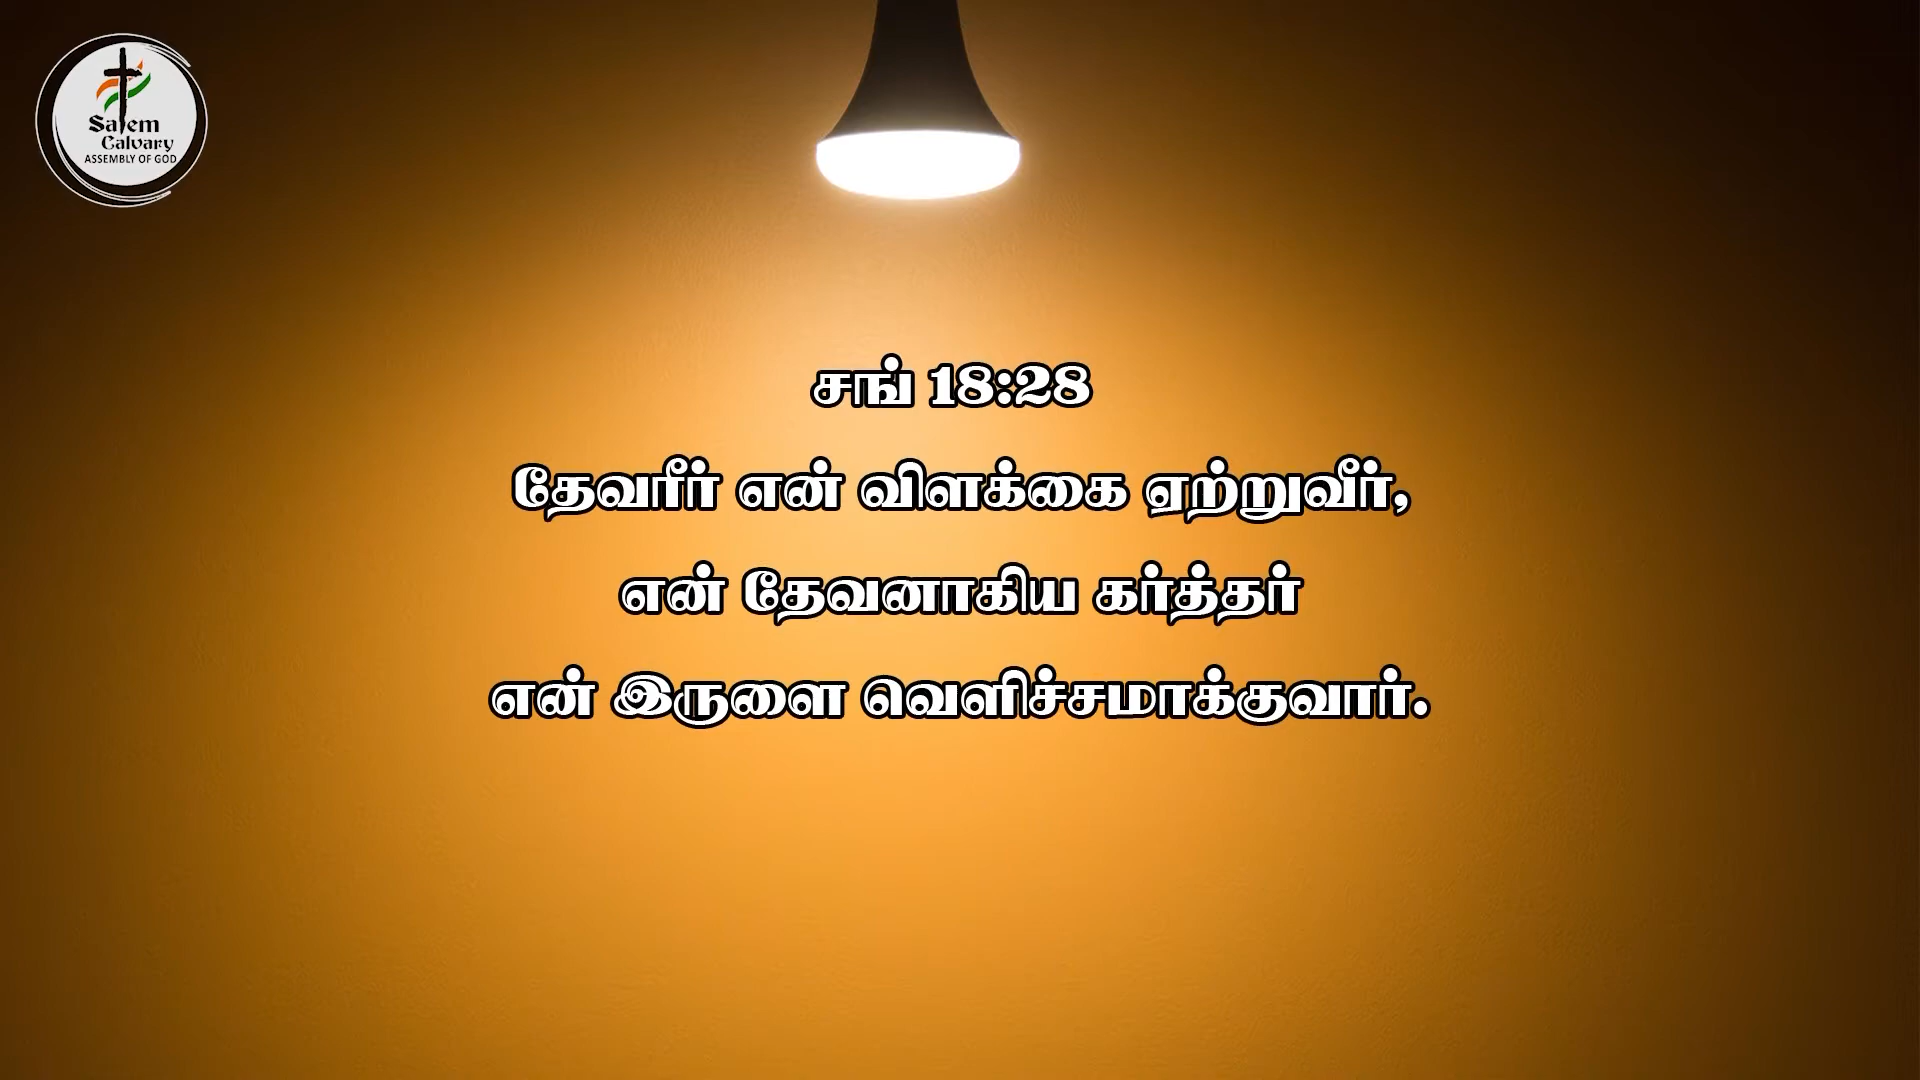 Salem
Calvary
ASSEMBLY OF GOD
சங் 18:28
தேவரீர் என் விளக்கை ஏற்றுவீர்,
என் தேவனாகிய கர்த்தர்
என் இருளை வெளிச்சமாக்குவார்.